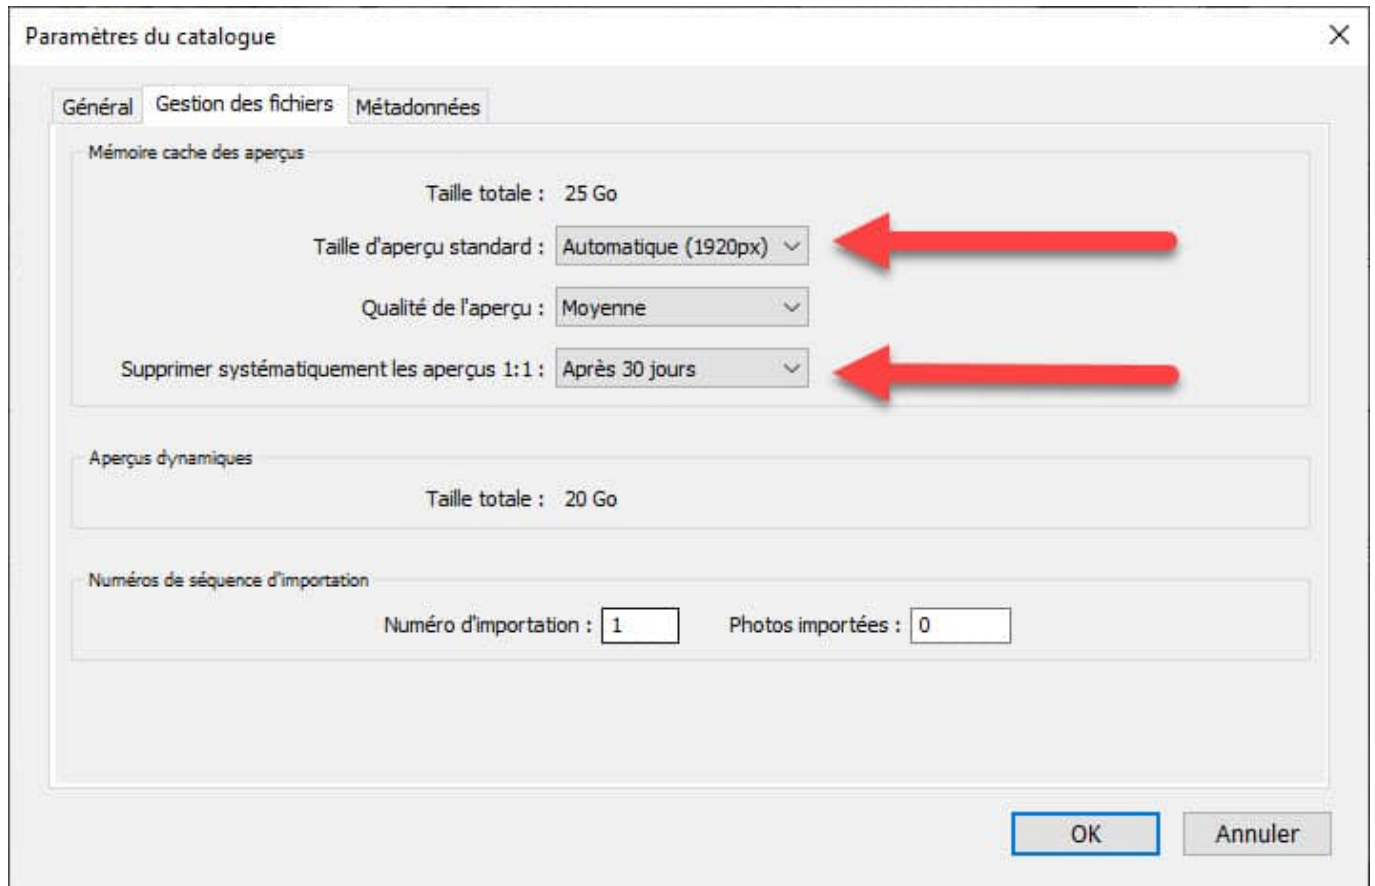 Paramètres du catalogue
Général Gestion des fichiers Métadonnées
Mémoire cache des aperçus
Taille totale : 25 Go
Taille d'aperçu standard : Automatique (1920px)
Qualité de l'aperçu : Moyenne
Supprimer systématiquement les aperçus 1:1 : Après 30 jours
Aperçus dynamiques
Taille totale : 20 Go
Numéros de séquence d'importation
Numéro d'importation : 1 Photos importées : 0
OK Annuler